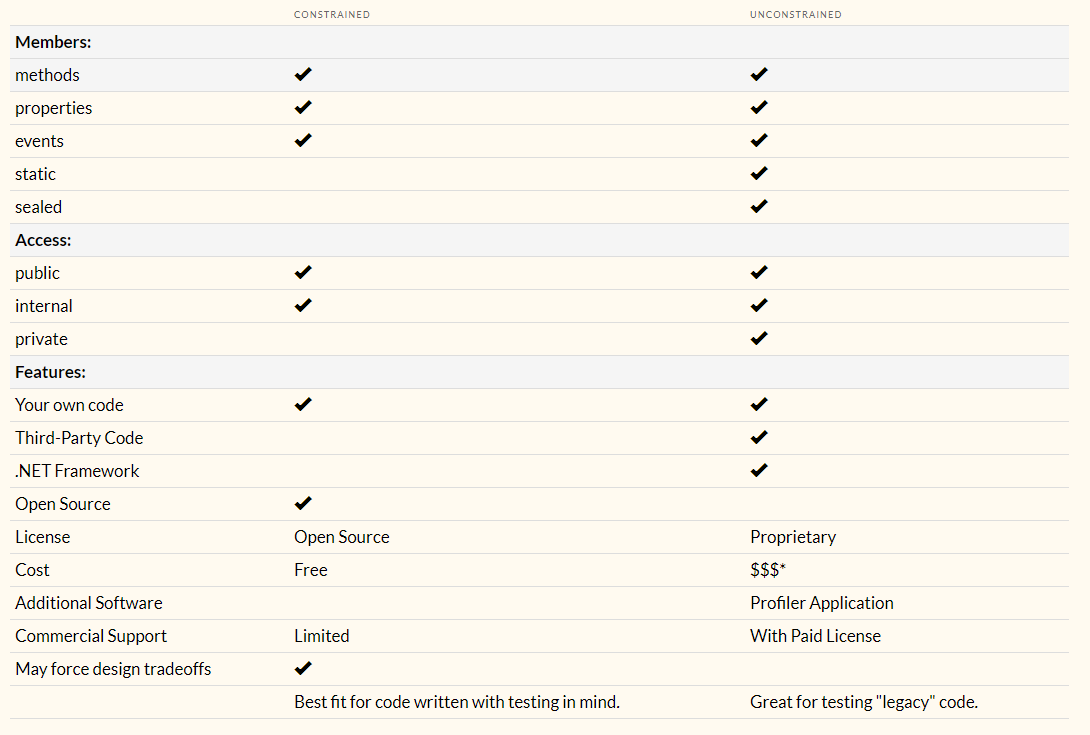 CONSTRAINED UNCONSTRAINED
Members:
methods ✔ ✔
properties ✔ ✔
events ✔ ✔
static ✔
sealed ✔
Access:
public ✔ ✔
internal ✔ ✔
private ✔
Features:
Your own code ✔ ✔
Third-Party Code ✔
.NET Framework ✔
Open Source ✔
License Open Source Proprietary
Cost Free $$$*
Additional Software Profiler Application
Commercial Support Limited With Paid License
May force design tradeoffs ✔
Best fit for code written with testing in mind. Great for testing "legacy" code.